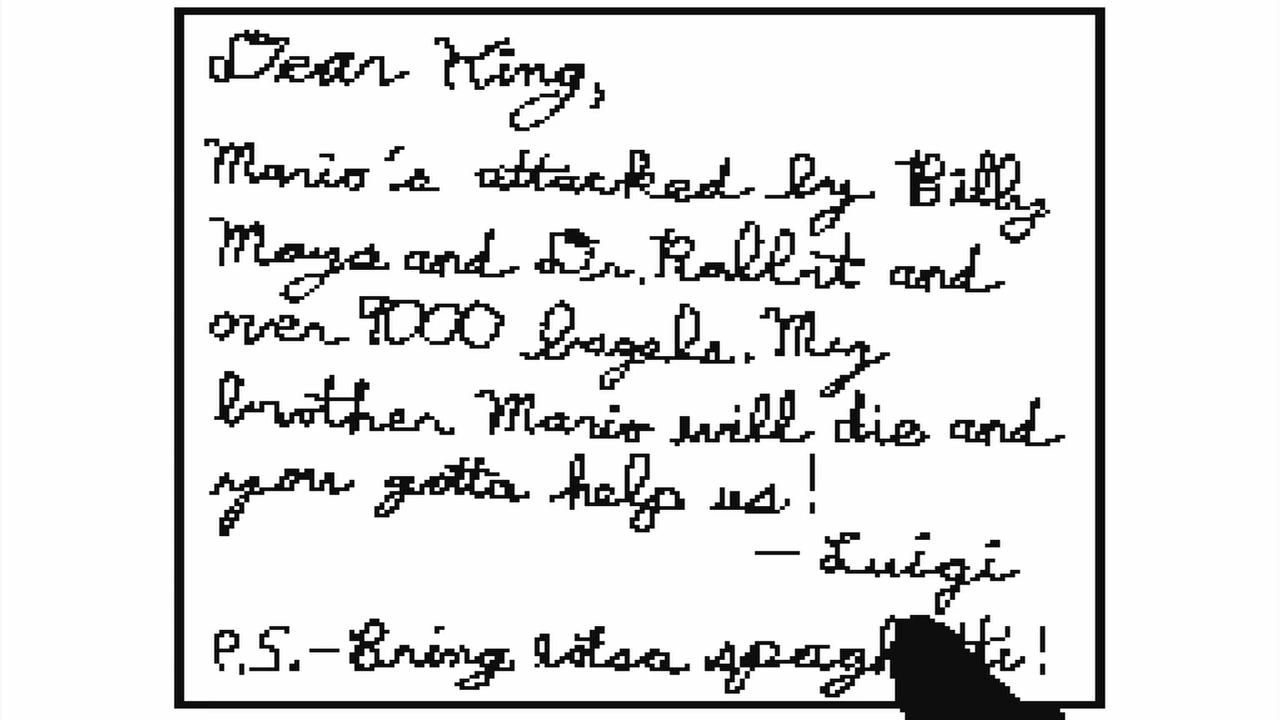 Dear King,
Mario's attacked by Billy
Mays and Dr. Rabbit and
over 9000 bagels. My
brother Mario will die and
you gotta help us!
— Luigi
P.S.– Bring lotsa spaghetti!